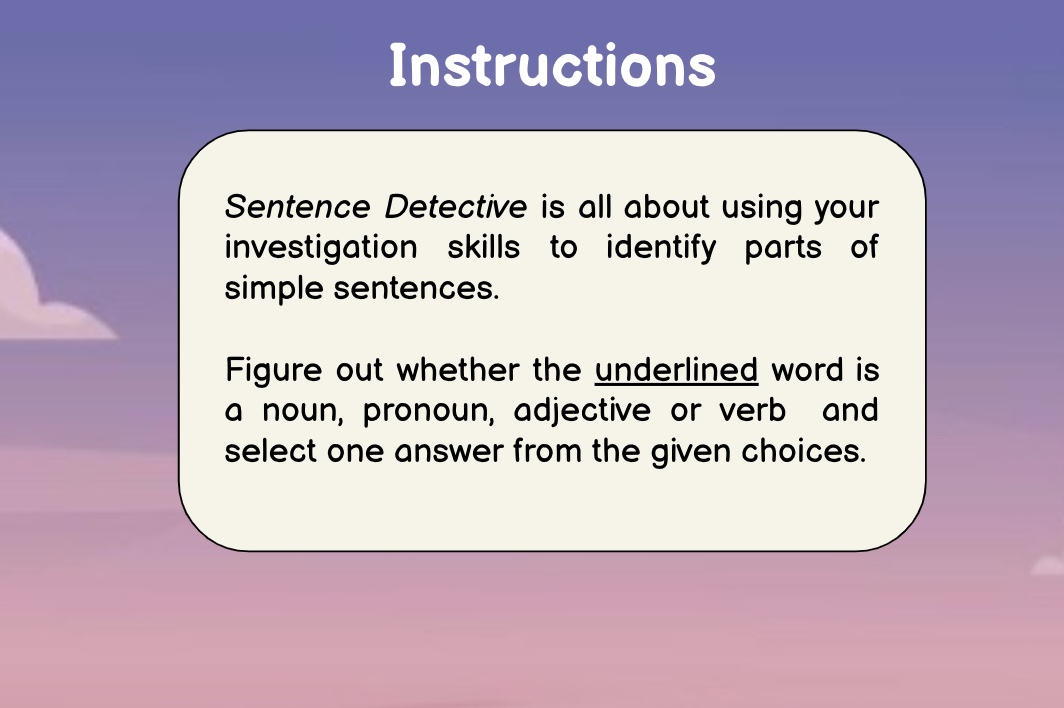 Instructions
Sentence Detective is all about using your
investigation skills to identify parts of
simple sentences.
Figure out whether the underlined word is
a noun, pronoun, adjective or verb and
select one answer from the given choices.